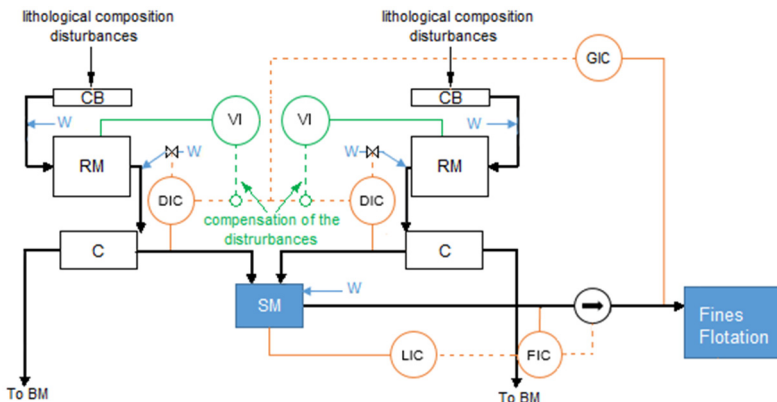 lithological composition
disturbances
lithological composition
disturbances
GIC
CB
CB
W
W
VI
VI
RM
W
W
RM
DIC
DIC
compensation of the
distrurbances
C
C
W
SM
Fines
Flotation
LIC
FIC
To BM
To BM